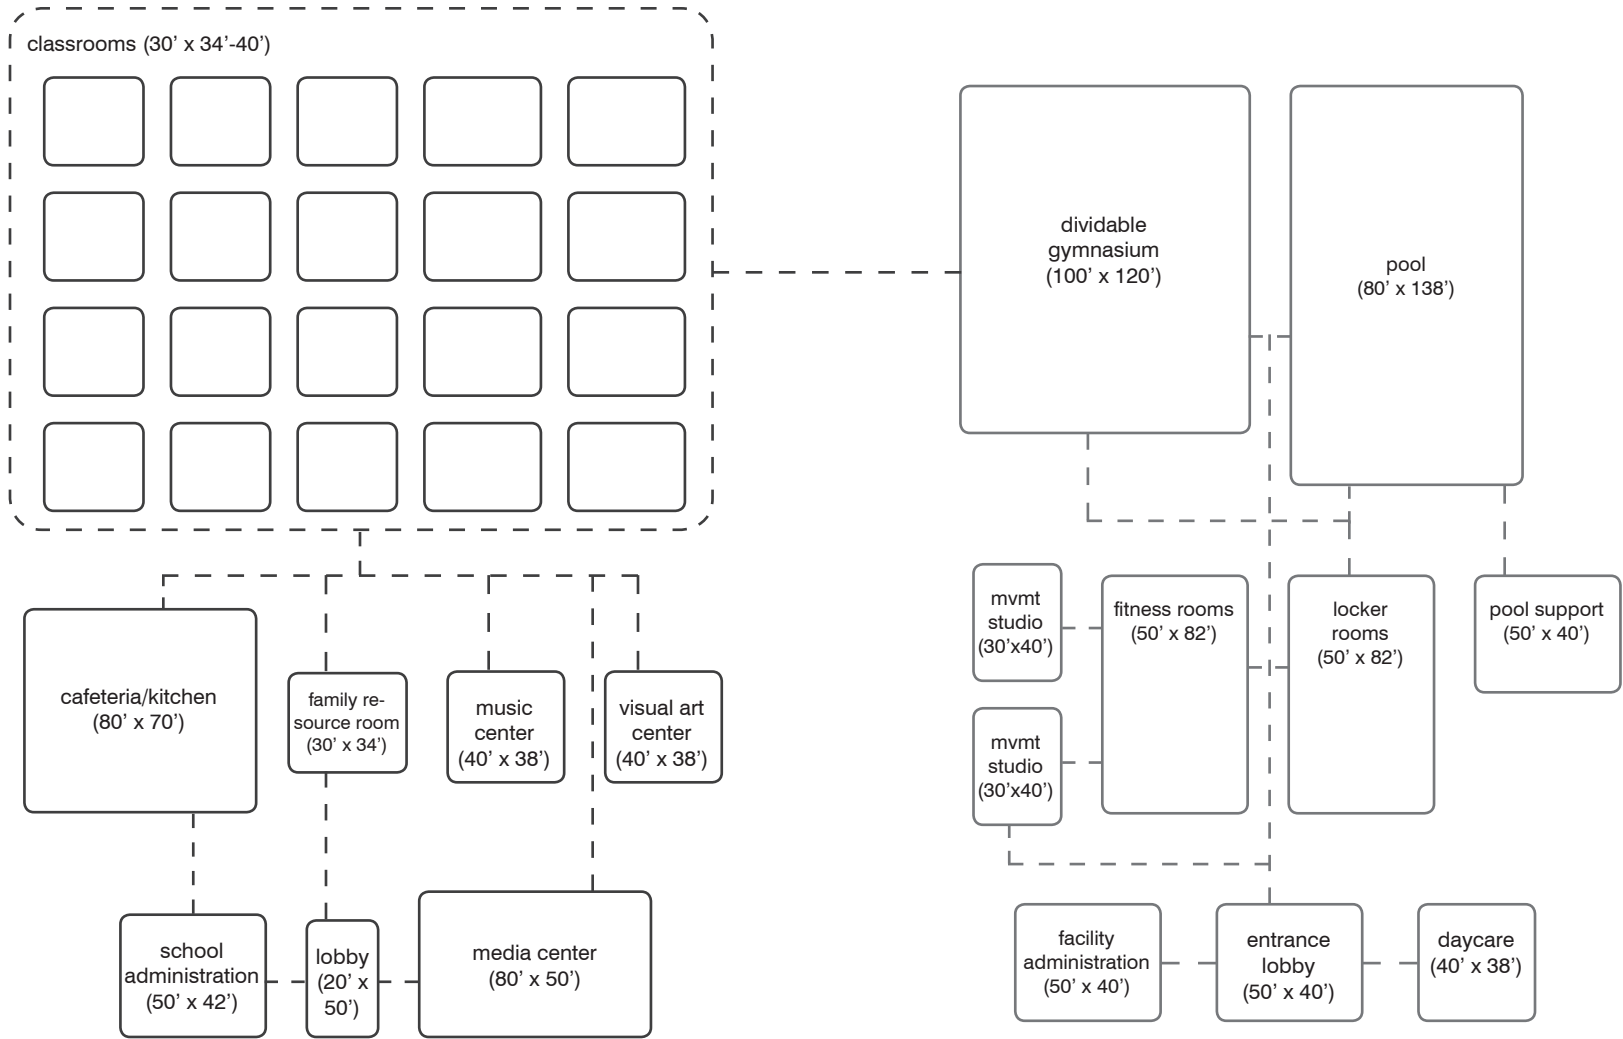 classrooms (30’ x 34’-40’)
dividable
gymnasium
(100’ x 120’)
pool
(80’ x 138’)
mvmt
studio
(30’x40’)
fitness rooms
(50’ x 82’)
locker
rooms
(50’ x 82’)
pool support
(50’ x 40’)
cafeteria/kitchen
(80’ x 70’)
family re-
source room
(30’ x 34’)
music
center
(40’ x 38’)
visual art
center
(40’ x 38’)
mvmt
studio
(30’x40’)
school
administration
(50’ x 42’)
lobby
(20’ x
50’)
media center
(80’ x 50’)
facility
administration
(50’ x 40’)
entrance
lobby
(50’ x 40’)
daycare
(40’ x 38’)